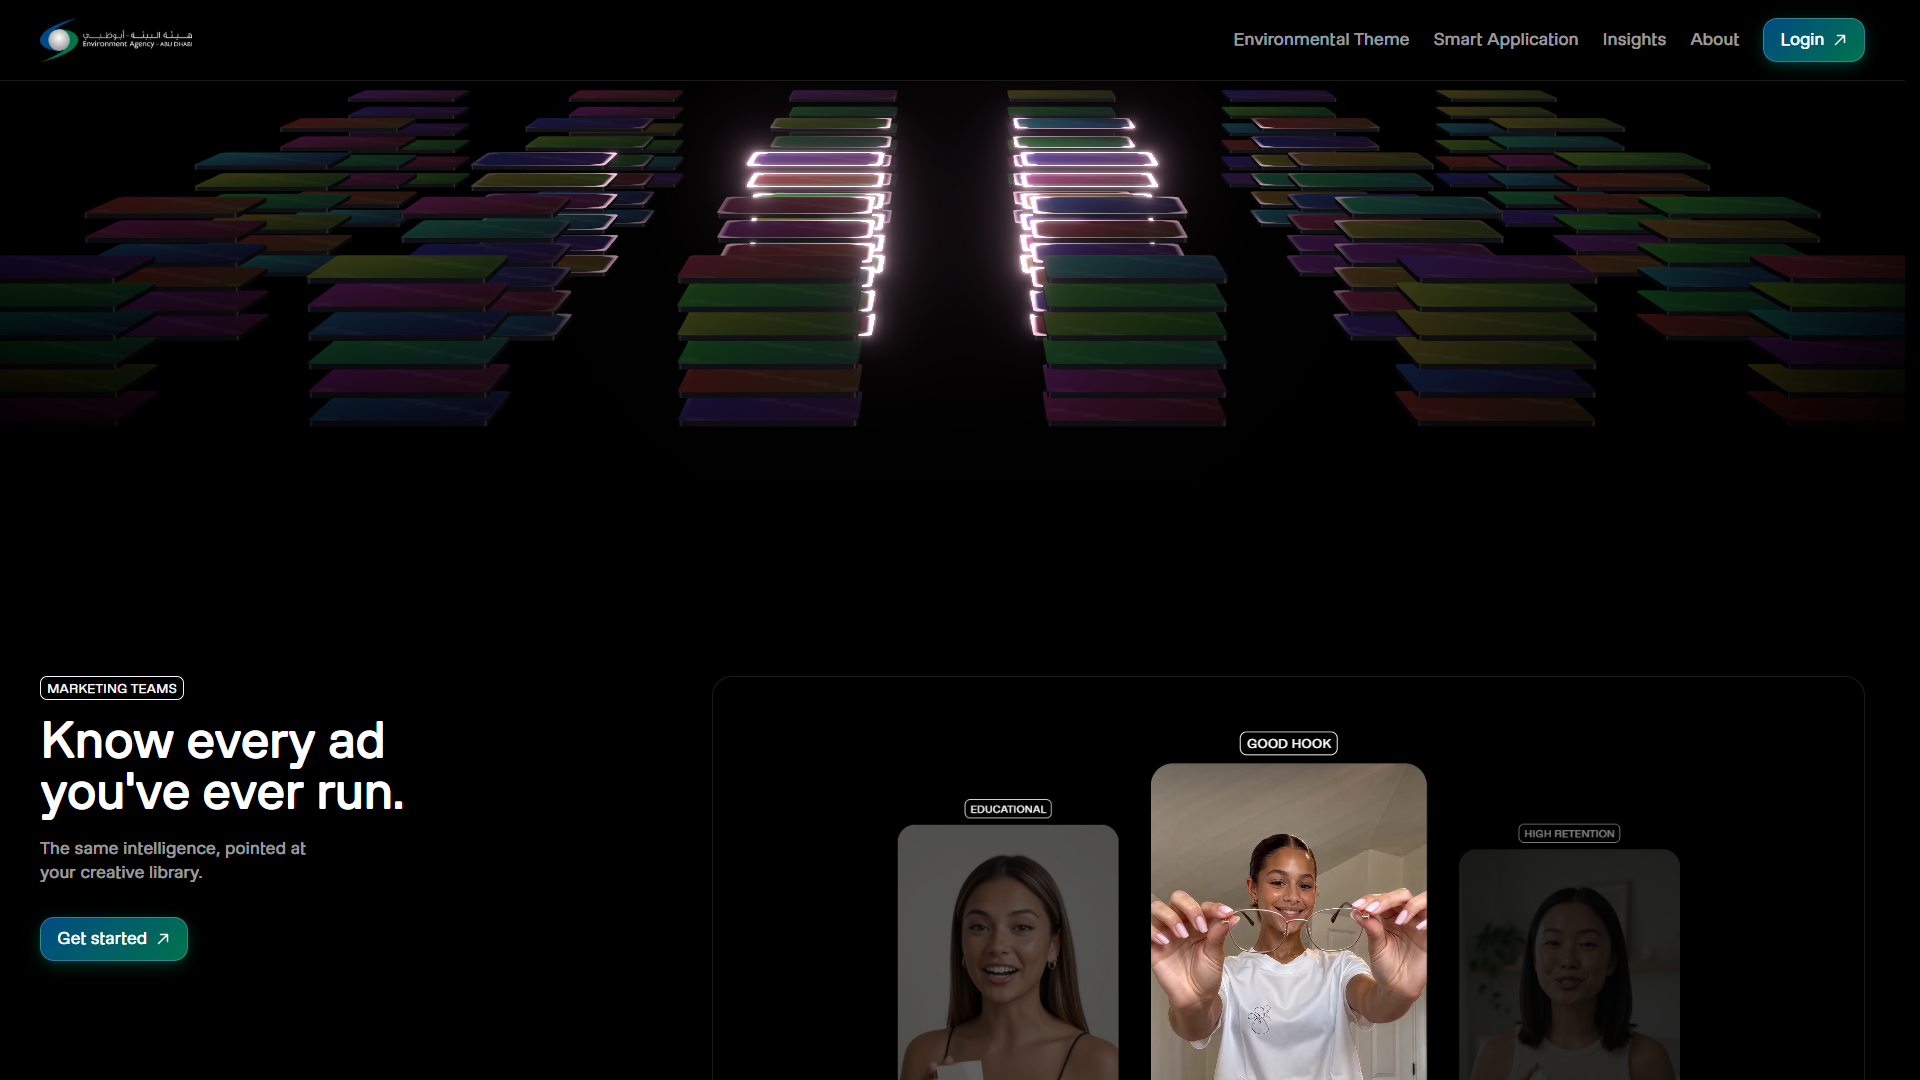 هيئة البيئة - أبوظبي
Environment Agency - ABU DHABI
Environmental Theme
Smart Application
Insights
About
Login
MARKETING TEAMS
Know every ad
you've ever run.
The same intelligence, pointed at
your creative library.
Get started
GOOD HOOK
EDUCATIONAL
HIGH RETENTION